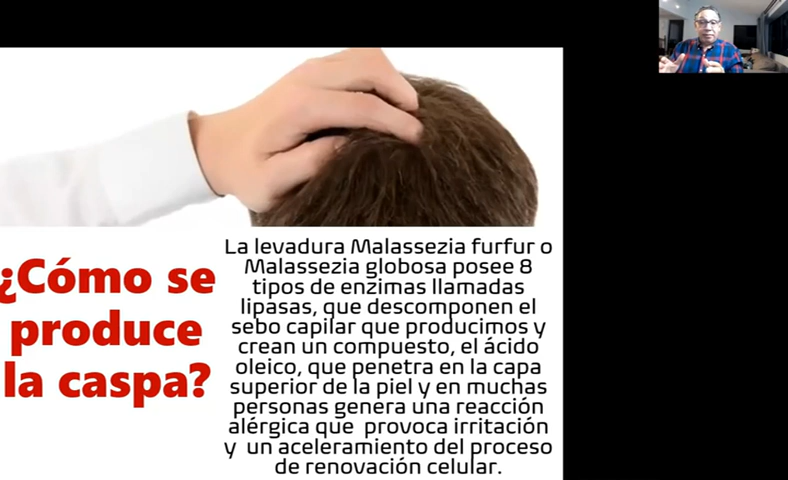 ¿Cómo se
produce
la caspa?
La levadura Malassezia furfur o
Malassezia globosa posee 8
tipos de enzimas llamadas
lipasas, que descomponen el
sebo capilar que producimos y
crean un compuesto, el ácido
oleico, que penetra en la capa
superior de la piel y en muchas
personas genera una reacción
alérgica que provoca irritación
y un aceleramiento del proceso
de renovación celular.